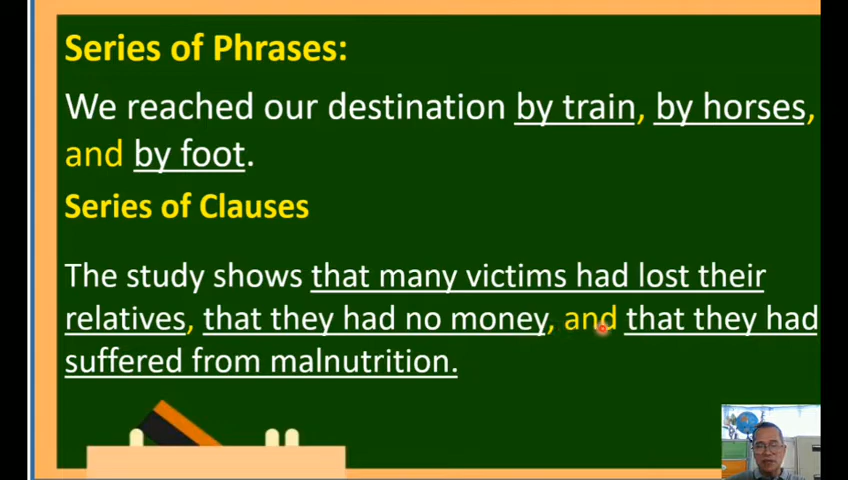 Series of Phrases:
We reached our destination by train, by horses,
and by foot.
Series of Clauses
The study shows that many victims had lost their
relatives, that they had no money, and that they had
suffered from malnutrition.